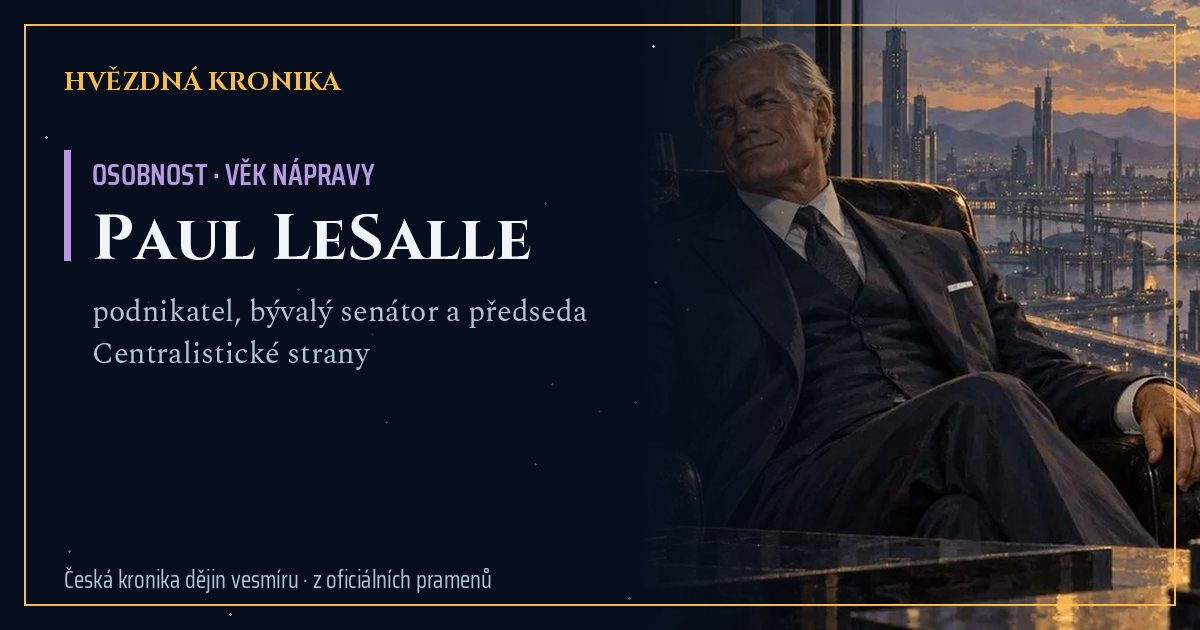 HVĚZDNÁ KRONIKA
OSOBNOST · VĚK NÁPRAVY
PAUL LESALLE
podnikatel, bývalý senátor a předseda
Centralistické strany
Česká kronika dějin vesmíru · z oficiálních pramenů